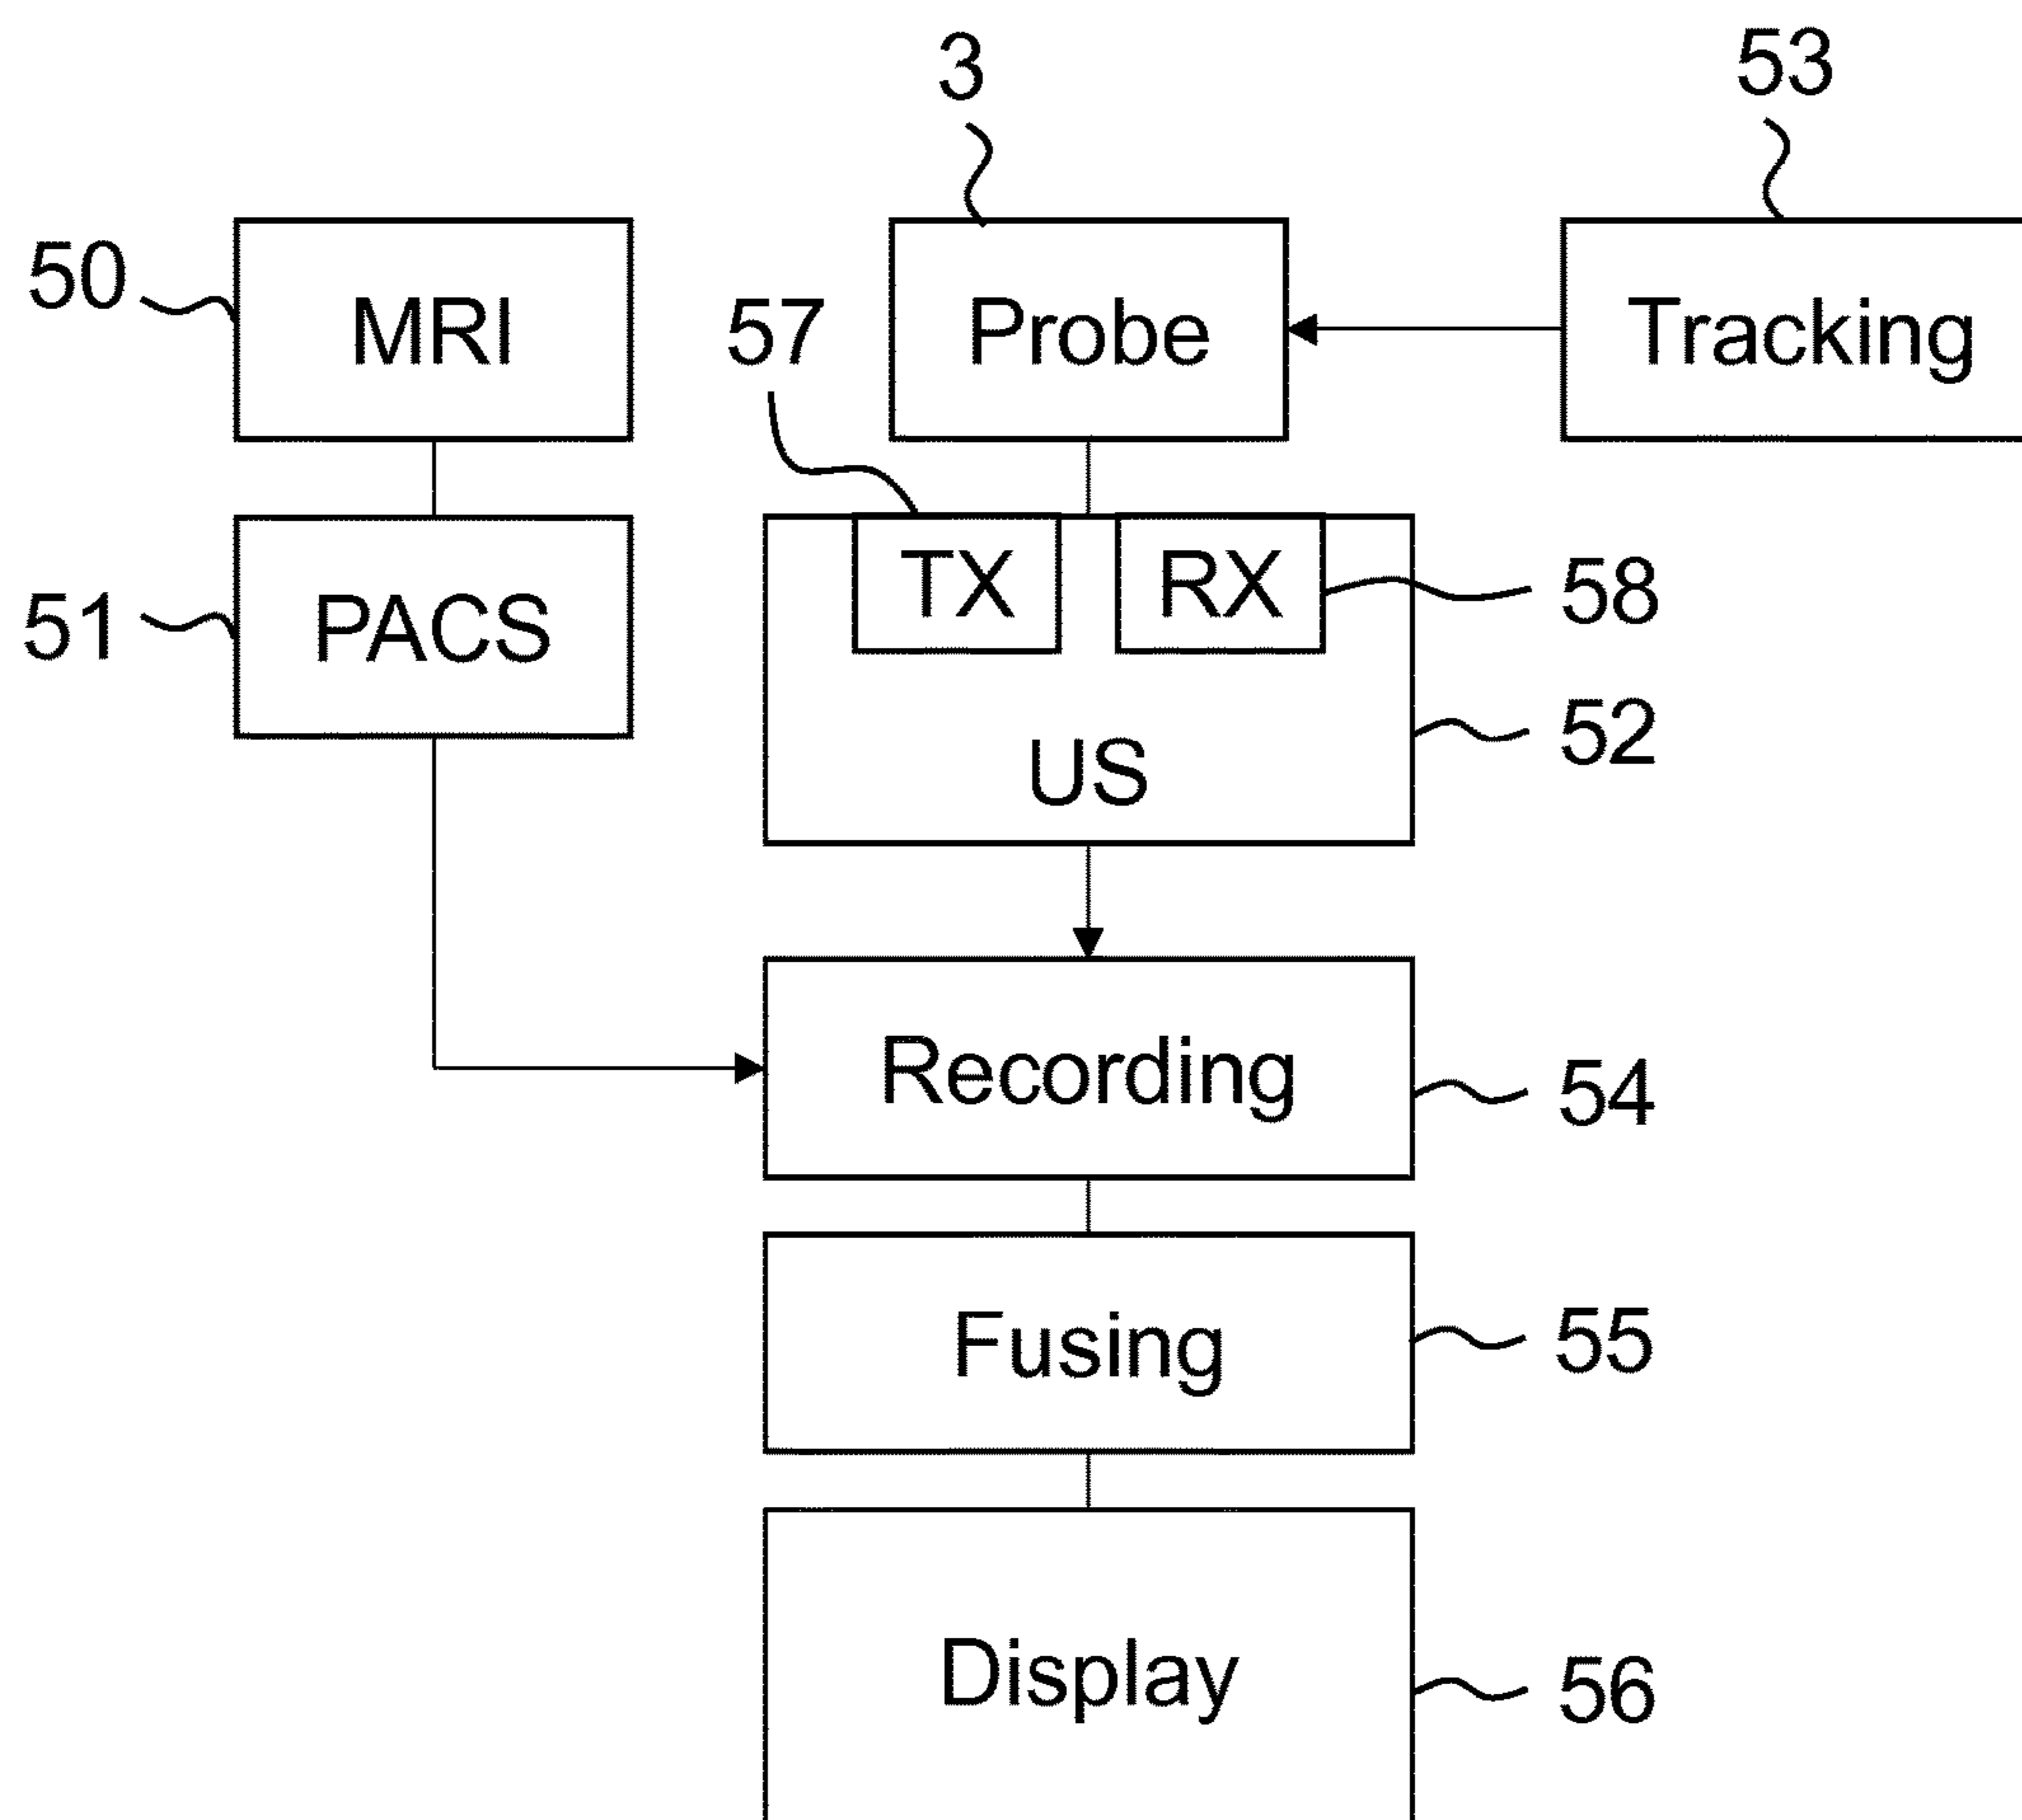 3
53
50
MRI
57
Probe
Tracking
51
PACS
TX
RX
58
US
52
Recording
54
Fusing
55
Display
56